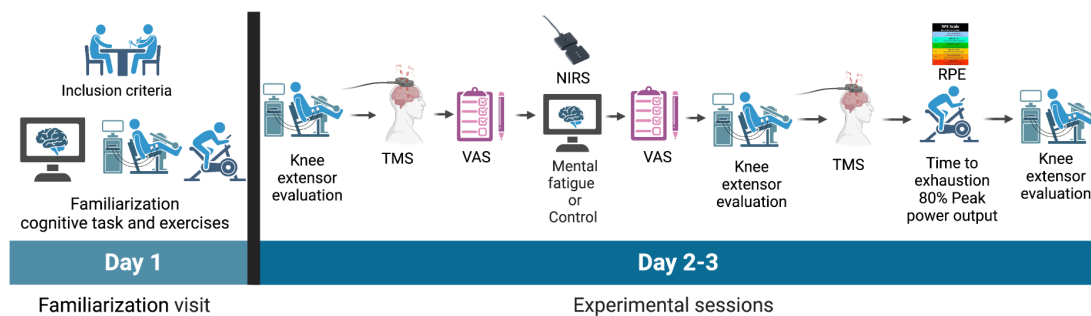 Inclusion criteria
Familiarization
cognitive task and exercises
Day 1
Familiarization visit
Knee
extensor
evaluation
TMS
VAS
NIRS
Mental
fatigue
or
Control
VAS
Knee
extensor
evaluation
TMS
RPE Scale
RPE
Time to
exhaustion
80% Peak
power output
Knee
extensor
evaluation
Day 2-3
Experimental sessions